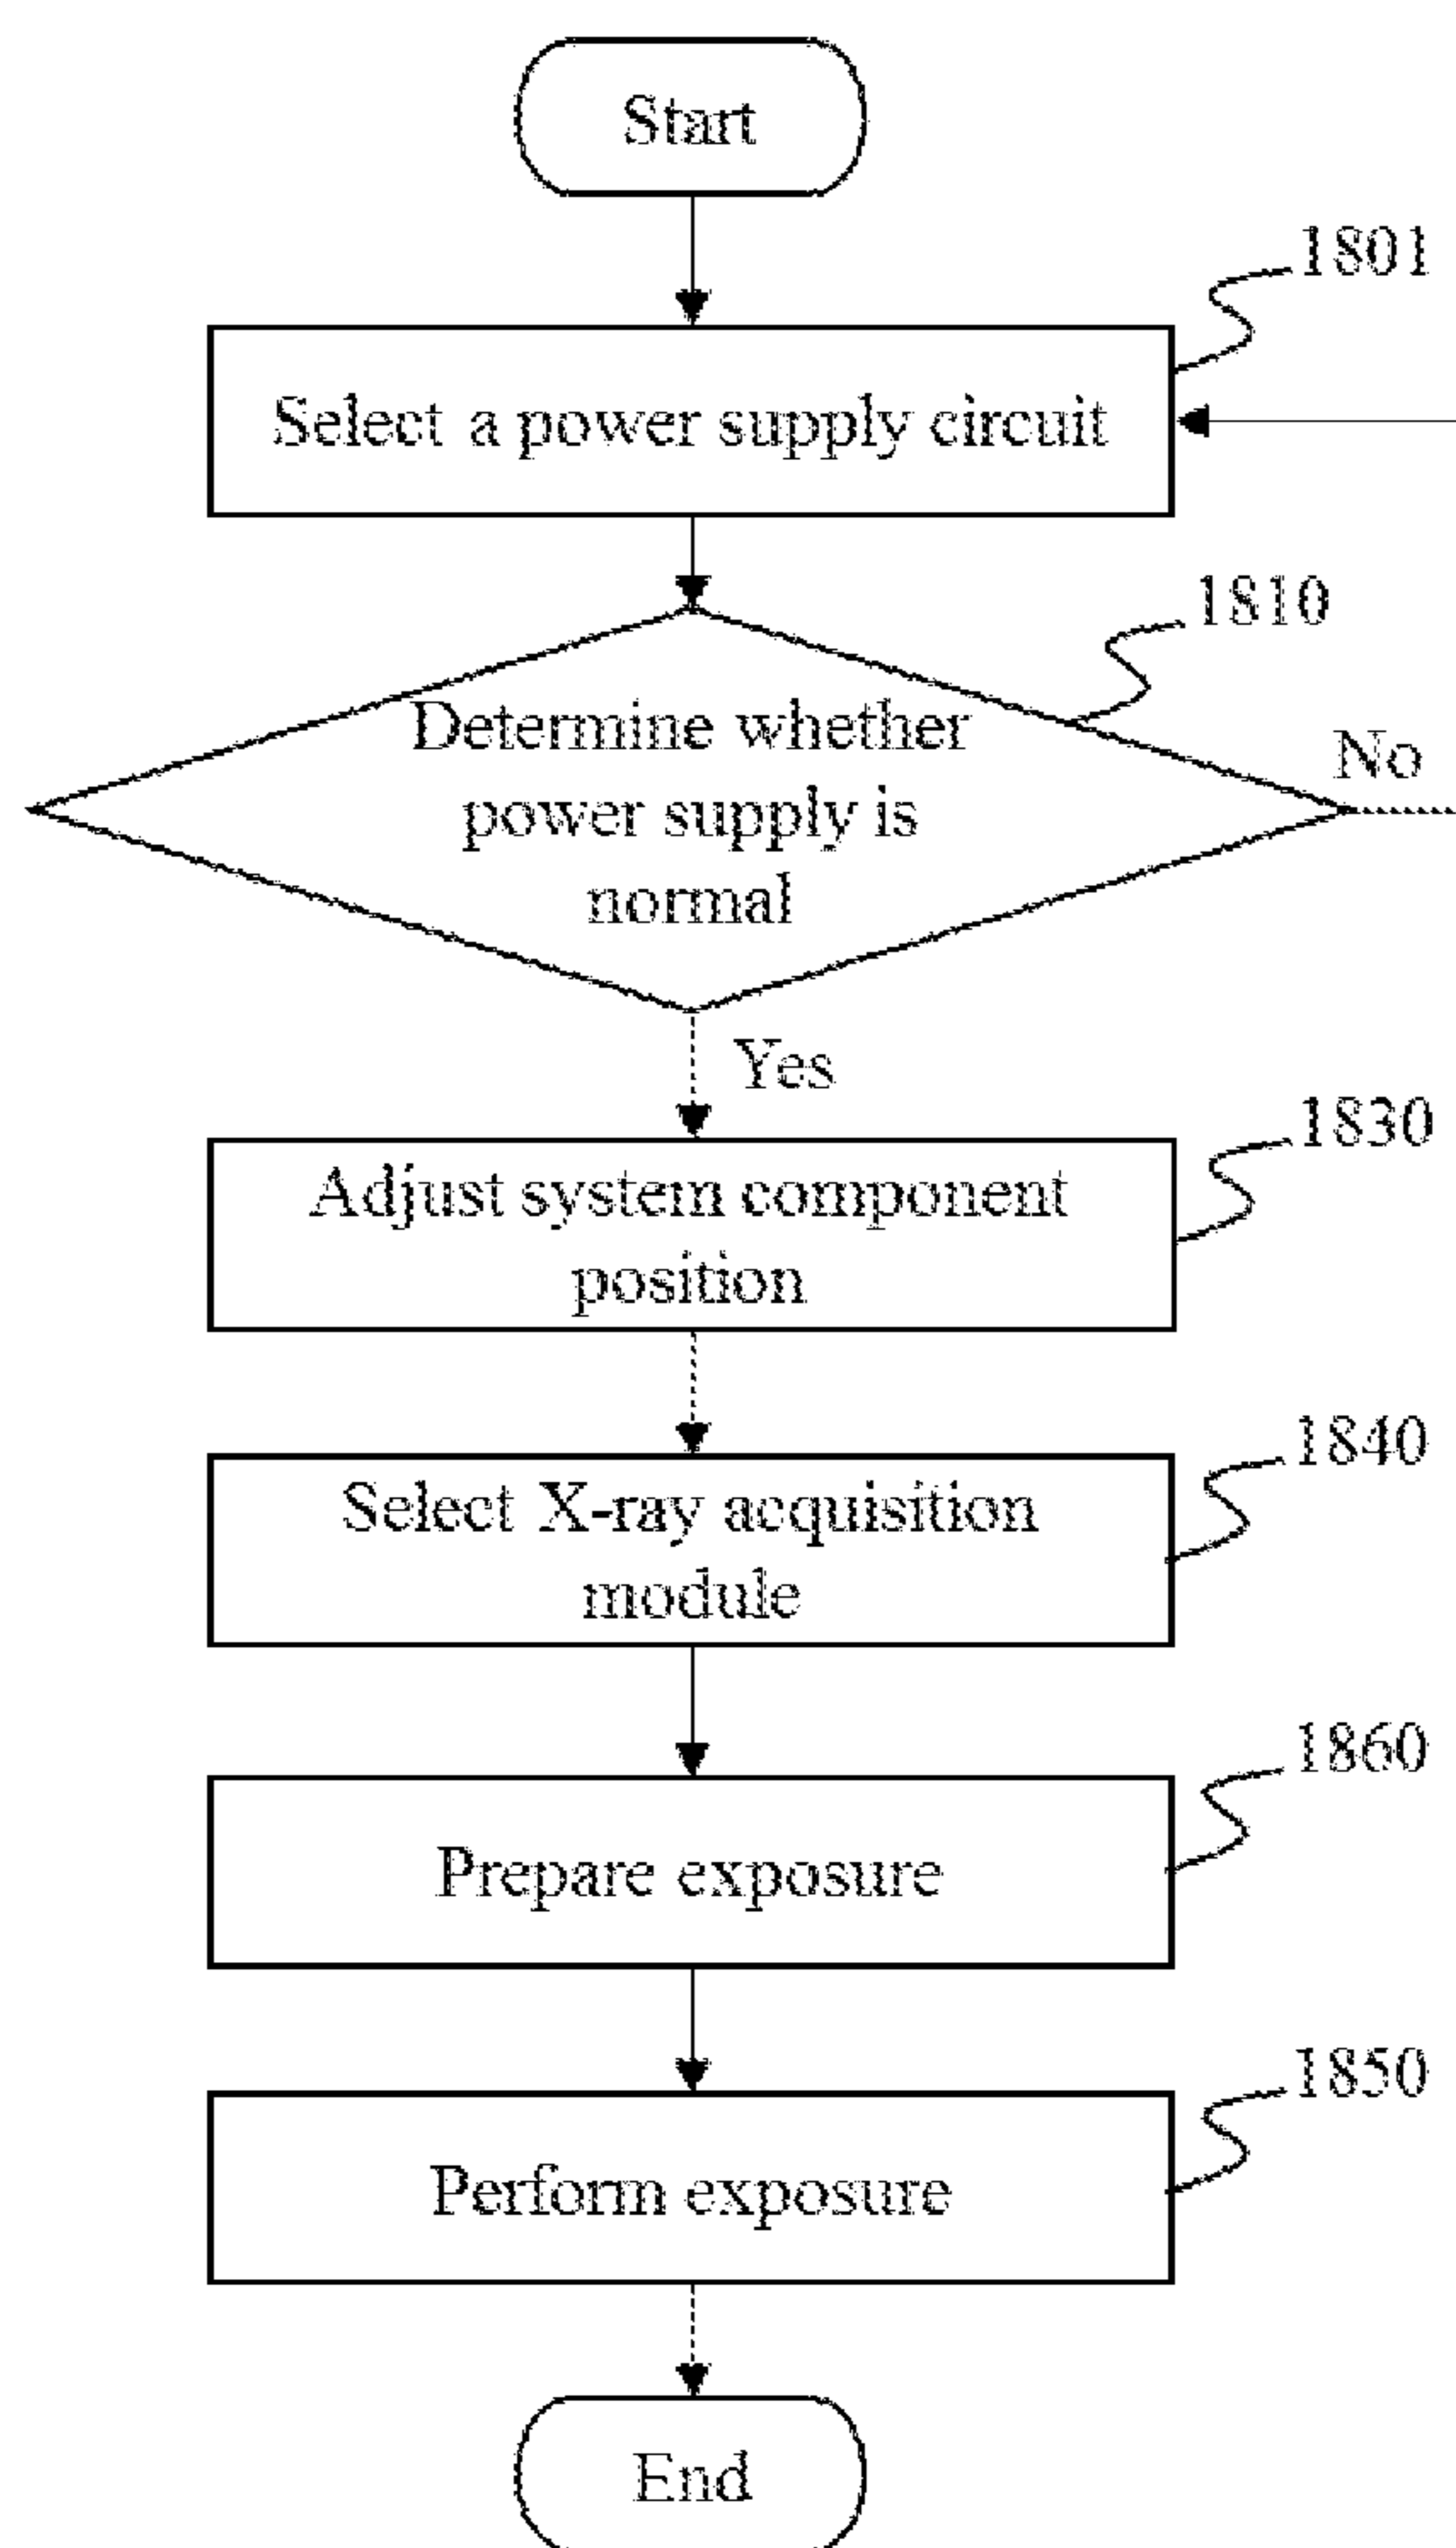 Start
1801
Select a power supply circuit
1810
Determine whether
No
power supply is
normal
Yes
1830
Adjust system component
position
1840
Select X-ray acquisition
module
1860
Prepare exposure
1850
Perform exposure
End